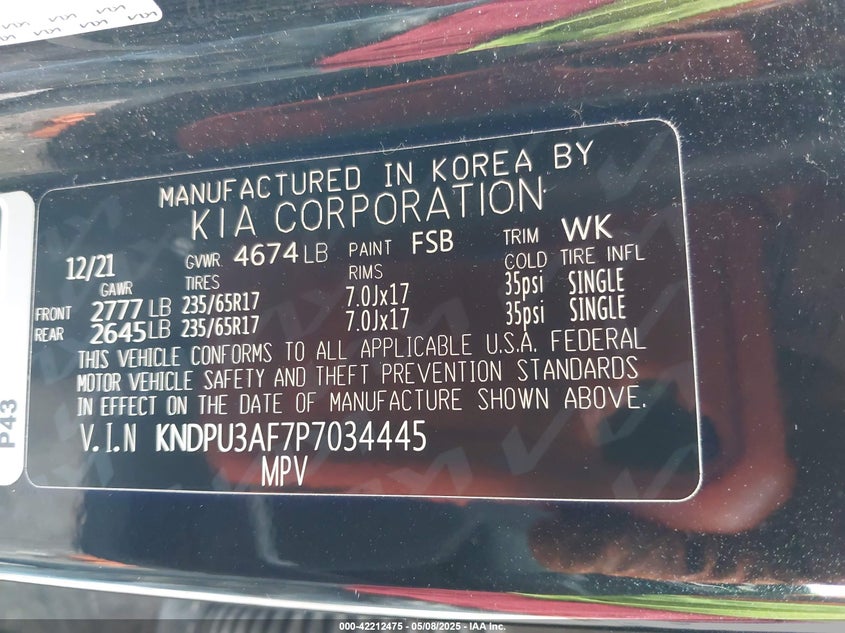 MANUFACTURED IN KOREA BY
KIA CORPORATION
12/21 GVWR 4674 LB PAINT FSB TRIM WK
GAWR TIRES RIMS COLD TIRE INFL
FRONT 2777 LB 235/65R17 7.0Jx17 35psi SINGLE
REAR 2645 LB 235/65R17 7.0Jx17 35psi SINGLE
THIS VEHICLE CONFORMS TO ALL APPLICABLE U.S.A. FEDERAL
MOTOR VEHICLE SAFETY AND THEFT PREVENTION STANDARDS
IN EFFECT ON THE DATE OF MANUFACTURE SHOWN ABOVE.
V.I.N KNDPU3AF7P7034445
MPV
P43
000-42212475 — 05/08/2025 — IAA Inc.